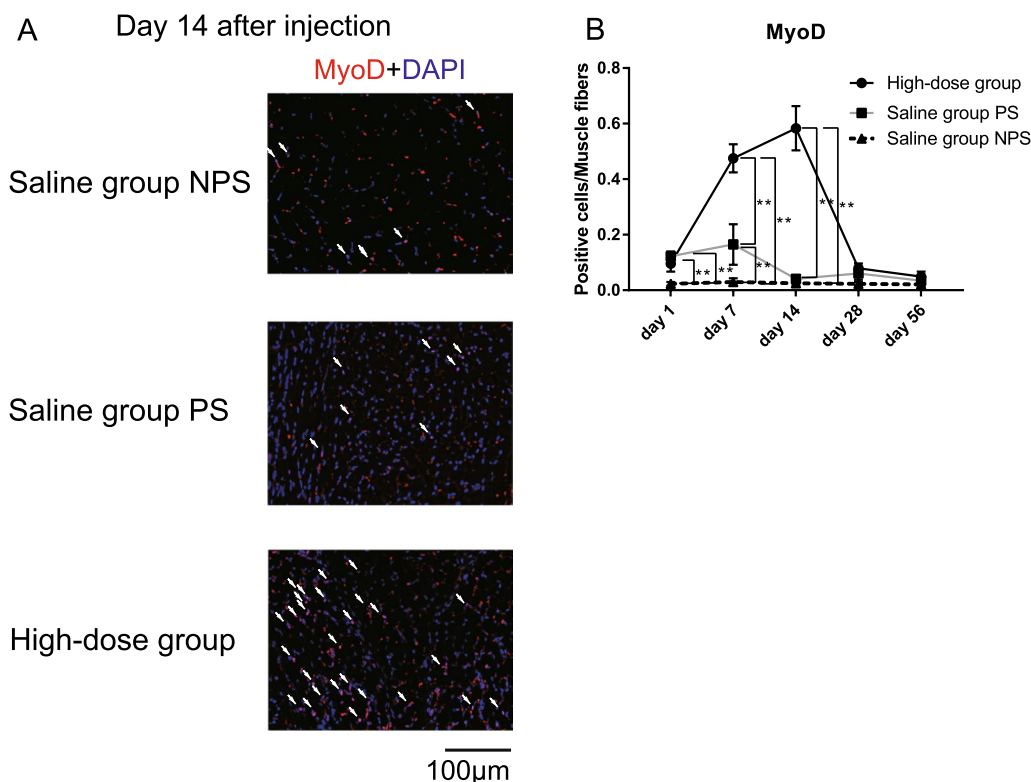 A
Day 14 after injection
MyoD+DAPI
Saline group NPS
Saline group PS
High-dose group
100μm
B
MyoD
Positive cells/Muscle fibers
0.8
0.6
0.4
0.2
0.0
High-dose group
Saline group PS
Saline group NPS
**
**
**
**
**
**
**
day 1
day 7
day 14
day 28
day 56